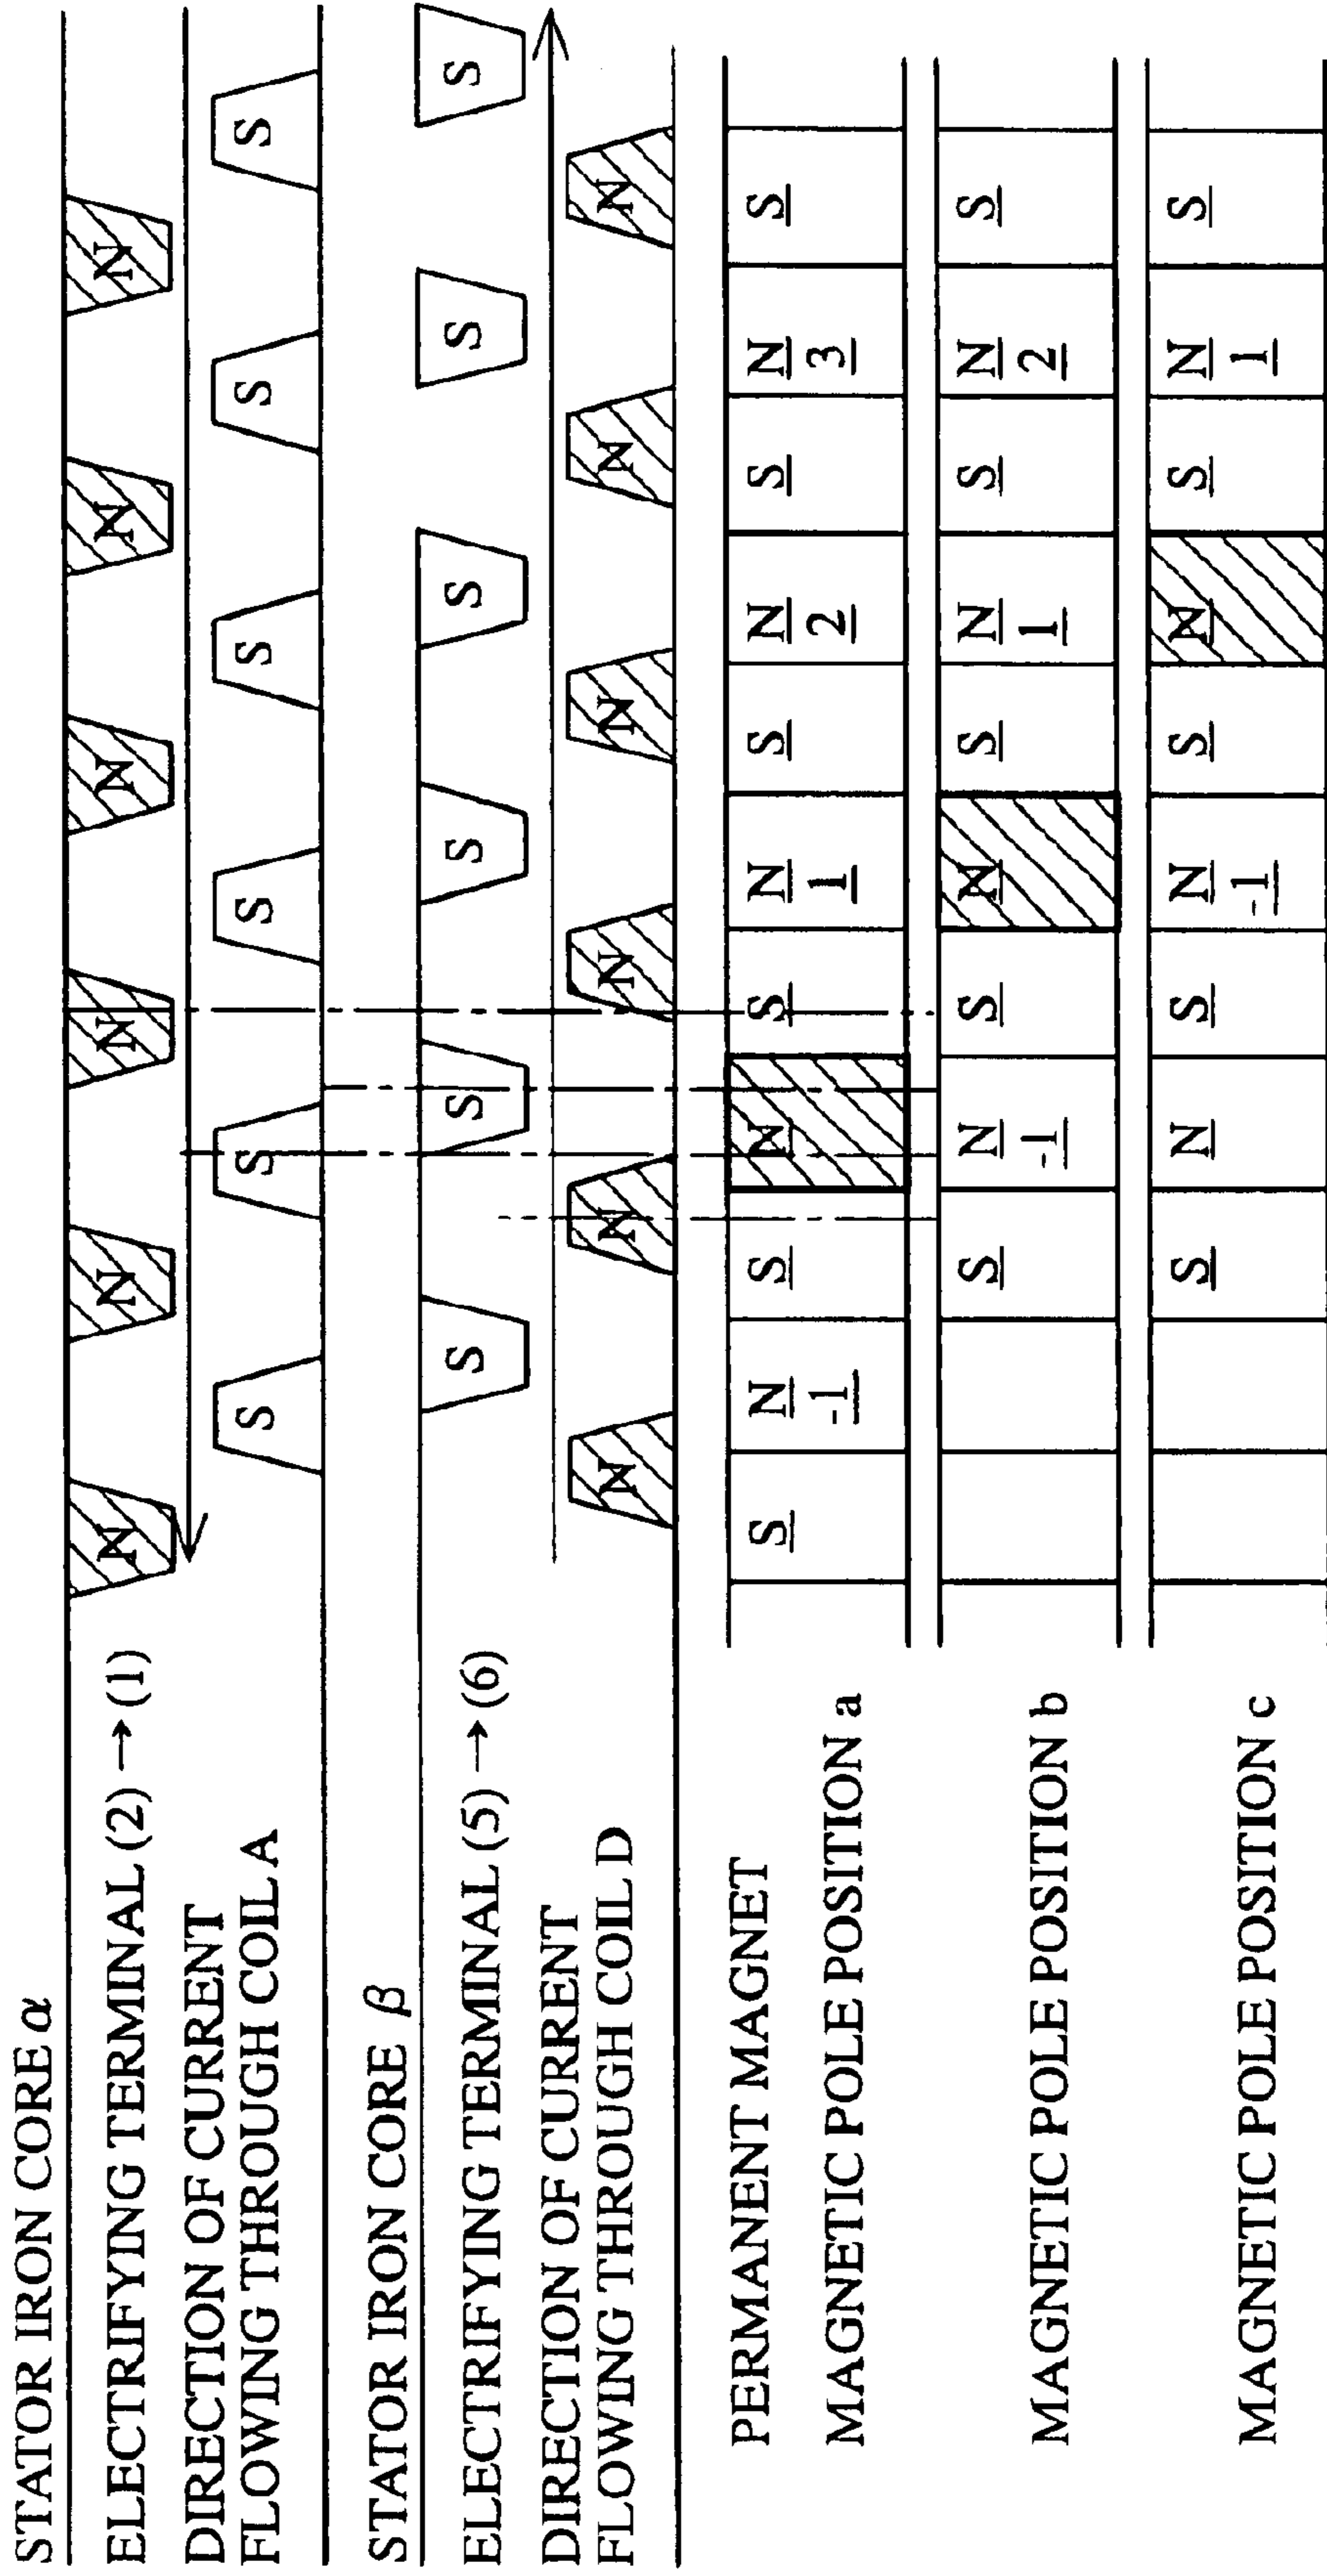 STATOR IRON CORE α
ELECTRIFYING TERMINAL (2) → (1)
N N N N N N
DIRECTION OF CURRENT
FLOWING THROUGH COIL A
S S S S S S
STATOR IRON CORE β
ELECTRIFYING TERMINAL (5) → (6)
S S S S S S
DIRECTION OF CURRENT
FLOWING THROUGH COIL D
N N N N N N
PERMANENT MAGNET
S N S N S N S N S N S
MAGNETIC POLE POSITION a
-1 1 2 3
S N S N S N S N S
MAGNETIC POLE POSITION b
-1 1 2
S N S N S N S N S
MAGNETIC POLE POSITION c
-1 1